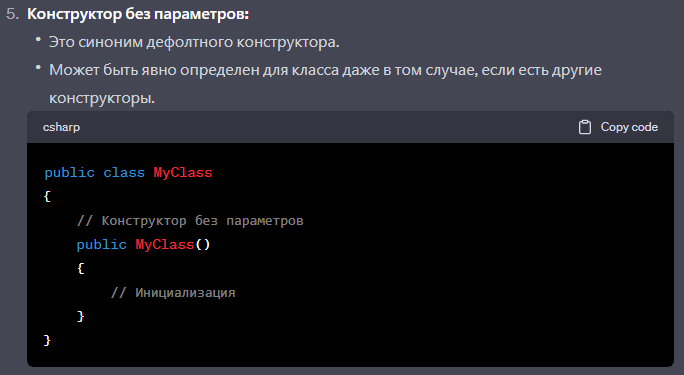 5. Конструктор без параметров:
• Это синоним дефолтного конструктора.
• Может быть явно определен для класса даже в том случае, если есть другие
конструкторы.
csharp Copy code
public class MyClass
{
// Конструктор без параметров
public MyClass()
{
// Инициализация
}
}